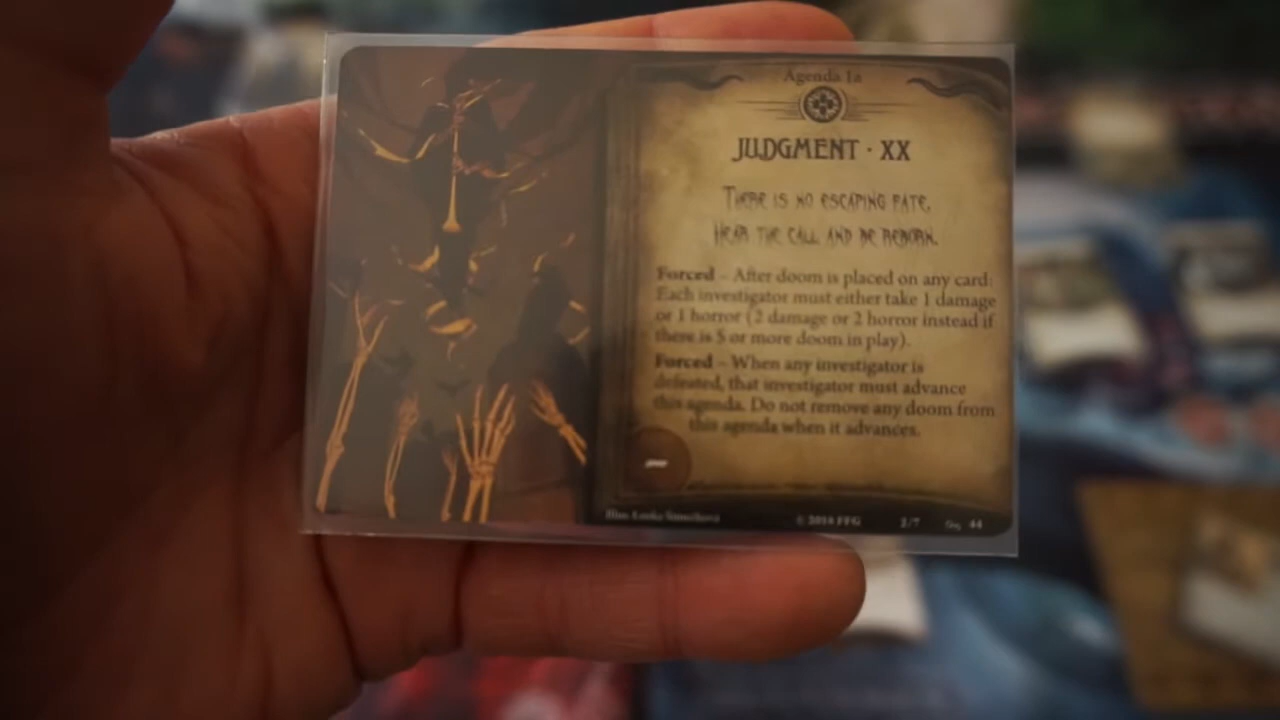 Agenda 1a
JUDGMENT · XX
THERE IS NO ESCAPING FATE,
HEAR THE CALL AND BE REBORN.
Forced – After doom is placed on any card:
Each investigator must either take 1 damage
or 1 horror (2 damage or 2 horror instead if
there is 5 or more doom in play).
Forced – When any investigator is
defeated, that investigator must advance
this agenda. Do not remove any doom from
this agenda when it advances.
–
Illus.
© 2018 FFG
2/7
44